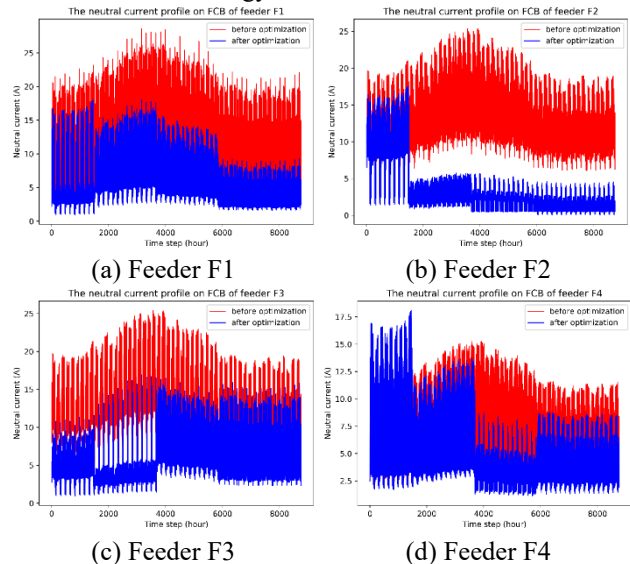 The neutral current profile on FCB of feeder F1
before optimization
after optimization
Neutral current (A)
25
20
15
10
5
0
0 2000 4000 6000 8000
Time step (hour)
(a) Feeder F1
The neutral current profile on FCB of feeder F2
before optimization
after optimization
Neutral current (A)
25
20
15
10
5
0
0 2000 4000 6000 8000
Time step (hour)
(b) Feeder F2
The neutral current profile on FCB of feeder F3
before optimization
after optimization
Neutral current (A)
25
20
15
10
5
0
0 2000 4000 6000 8000
Time step (hour)
(c) Feeder F3
The neutral current profile on FCB of feeder F4
before optimization
after optimization
Neutral current (A)
17.5
15.0
12.5
10.0
7.5
5.0
2.5
0 2000 4000 6000 8000
Time step (hour)
(d) Feeder F4